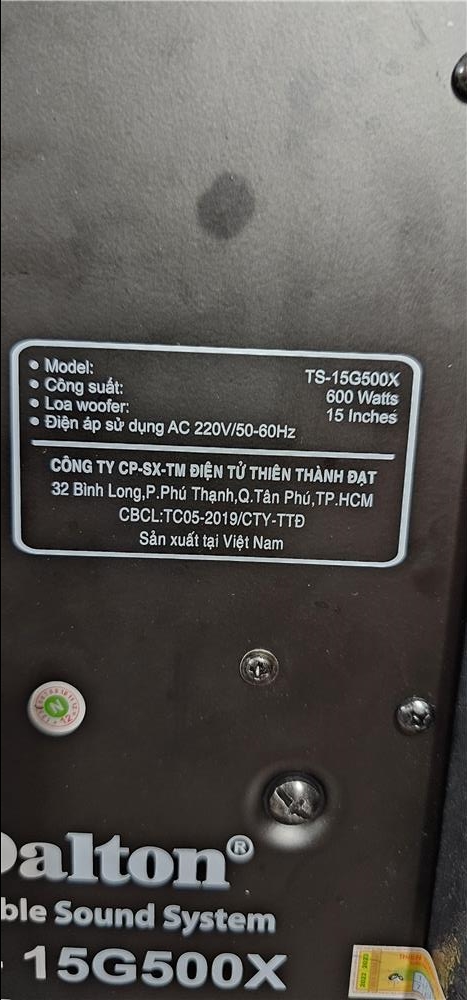 • Model: TS-15G500X
• Công suất: 600 Watts
• Loa woofer: 15 Inches
• Điện áp sử dụng AC 220V/50-60Hz
CÔNG TY CP-SX-TM ĐIỆN TỬ THIÊN THÀNH ĐẠT
32 Bình Long,P.Phú Thạnh,Q.Tân Phú,TP.HCM
CBCL:TC05-2019/CTY-TTĐ
Sản xuất tại Việt Nam
N
Dalton®
ble Sound System
15G500X
2022 2023